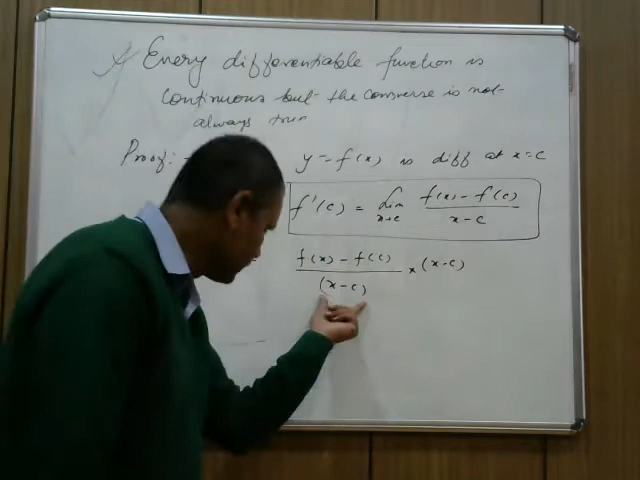 Every differentiable function is
continuous but the converse is not
always true
Proof: - y = f(x) is diff at x = c
f'(c) = lim x→c f(x) - f(c) / x - c
f(x) - f(c) / (x - c) × (x - c)